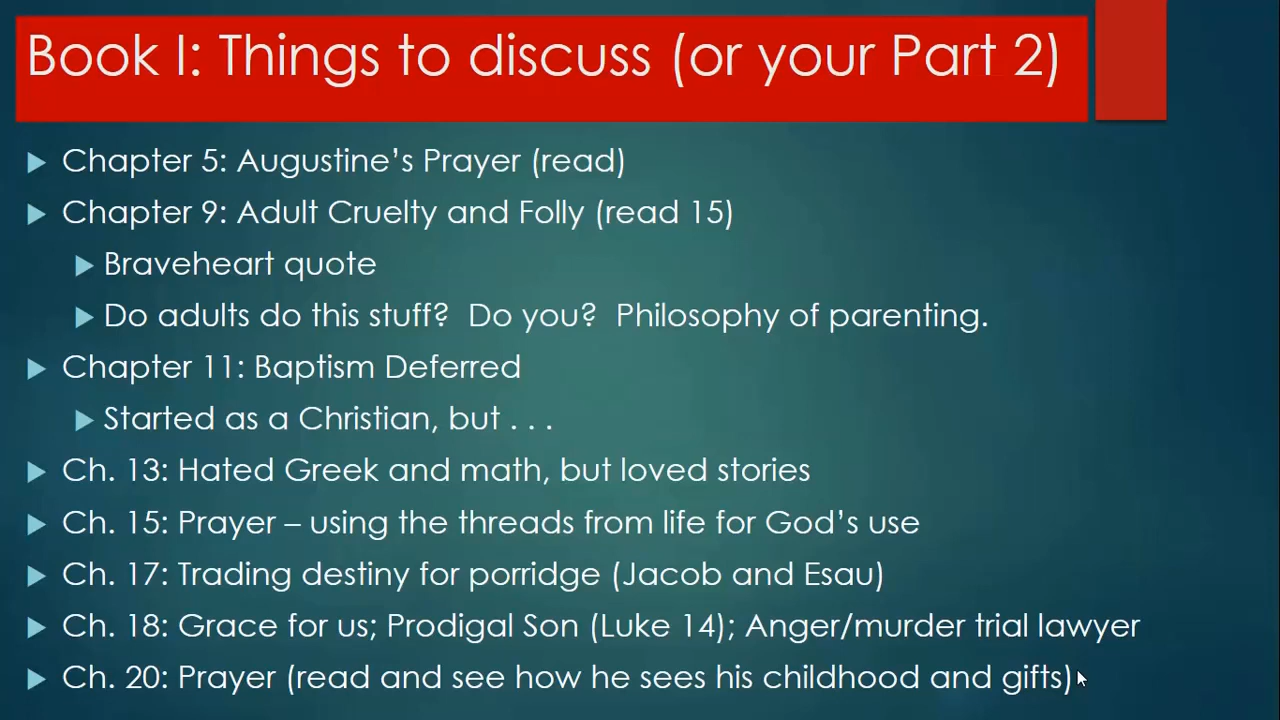 Book I: Things to discuss (or your Part 2)
Chapter 5: Augustine's Prayer (read)
Chapter 9: Adult Cruelty and Folly (read 15)
Braveheart quote
Do adults do this stuff?  Do you?  Philosophy of parenting.
Chapter 11: Baptism Deferred
Started as a Christian, but . . .
Ch. 13: Hated Greek and math, but loved stories
Ch. 15: Prayer – using the threads from life for God's use
Ch. 17: Trading destiny for porridge (Jacob and Esau)
Ch. 18: Grace for us; Prodigal Son (Luke 14); Anger/murder trial lawyer
Ch. 20: Prayer (read and see how he sees his childhood and gifts)